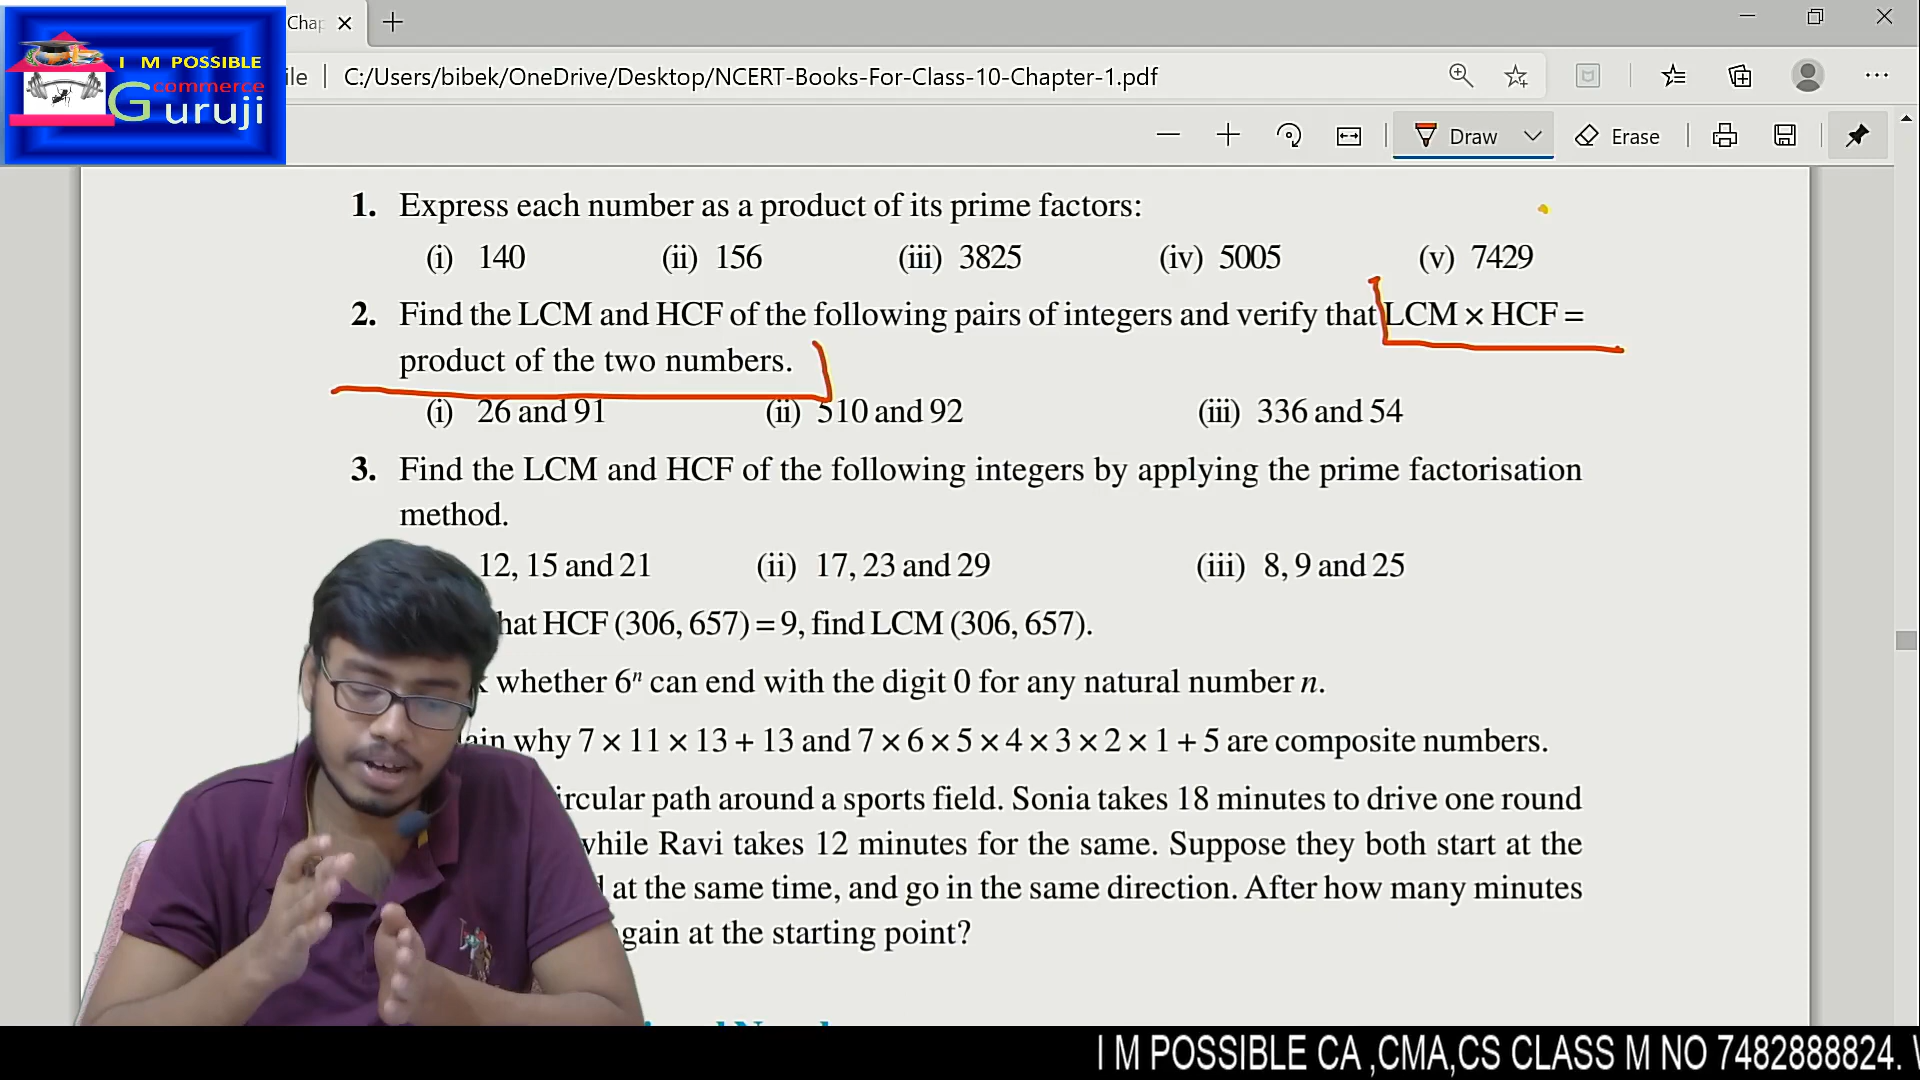 Chap
I M POSSIBLE
commerce
Guruji
ile
C:/Users/bibek/OneDrive/Desktop/NCERT-Books-For-Class-10-Chapter-1.pdf
Draw
Erase
1. Express each number as a product of its prime factors:
(i) 140 (ii) 156 (iii) 3825 (iv) 5005 (v) 7429
2. Find the LCM and HCF of the following pairs of integers and verify that LCM × HCF =
product of the two numbers.
(i) 26 and 91 (ii) 510 and 92 (iii) 336 and 54
3. Find the LCM and HCF of the following integers by applying the prime factorisation
method.
12, 15 and 21 (ii) 17, 23 and 29 (iii) 8, 9 and 25
hat HCF (306, 657) = 9, find LCM (306, 657).
whether 6ⁿ can end with the digit 0 for any natural number n.
ain why 7 × 11 × 13 + 13 and 7 × 6 × 5 × 4 × 3 × 2 × 1 + 5 are composite numbers.
ircular path around a sports field. Sonia takes 18 minutes to drive one round
while Ravi takes 12 minutes for the same. Suppose they both start at the
at the same time, and go in the same direction. After how many minutes
gain at the starting point?
I M POSSIBLE CA ,CMA,CS CLASS M NO 7482888824.